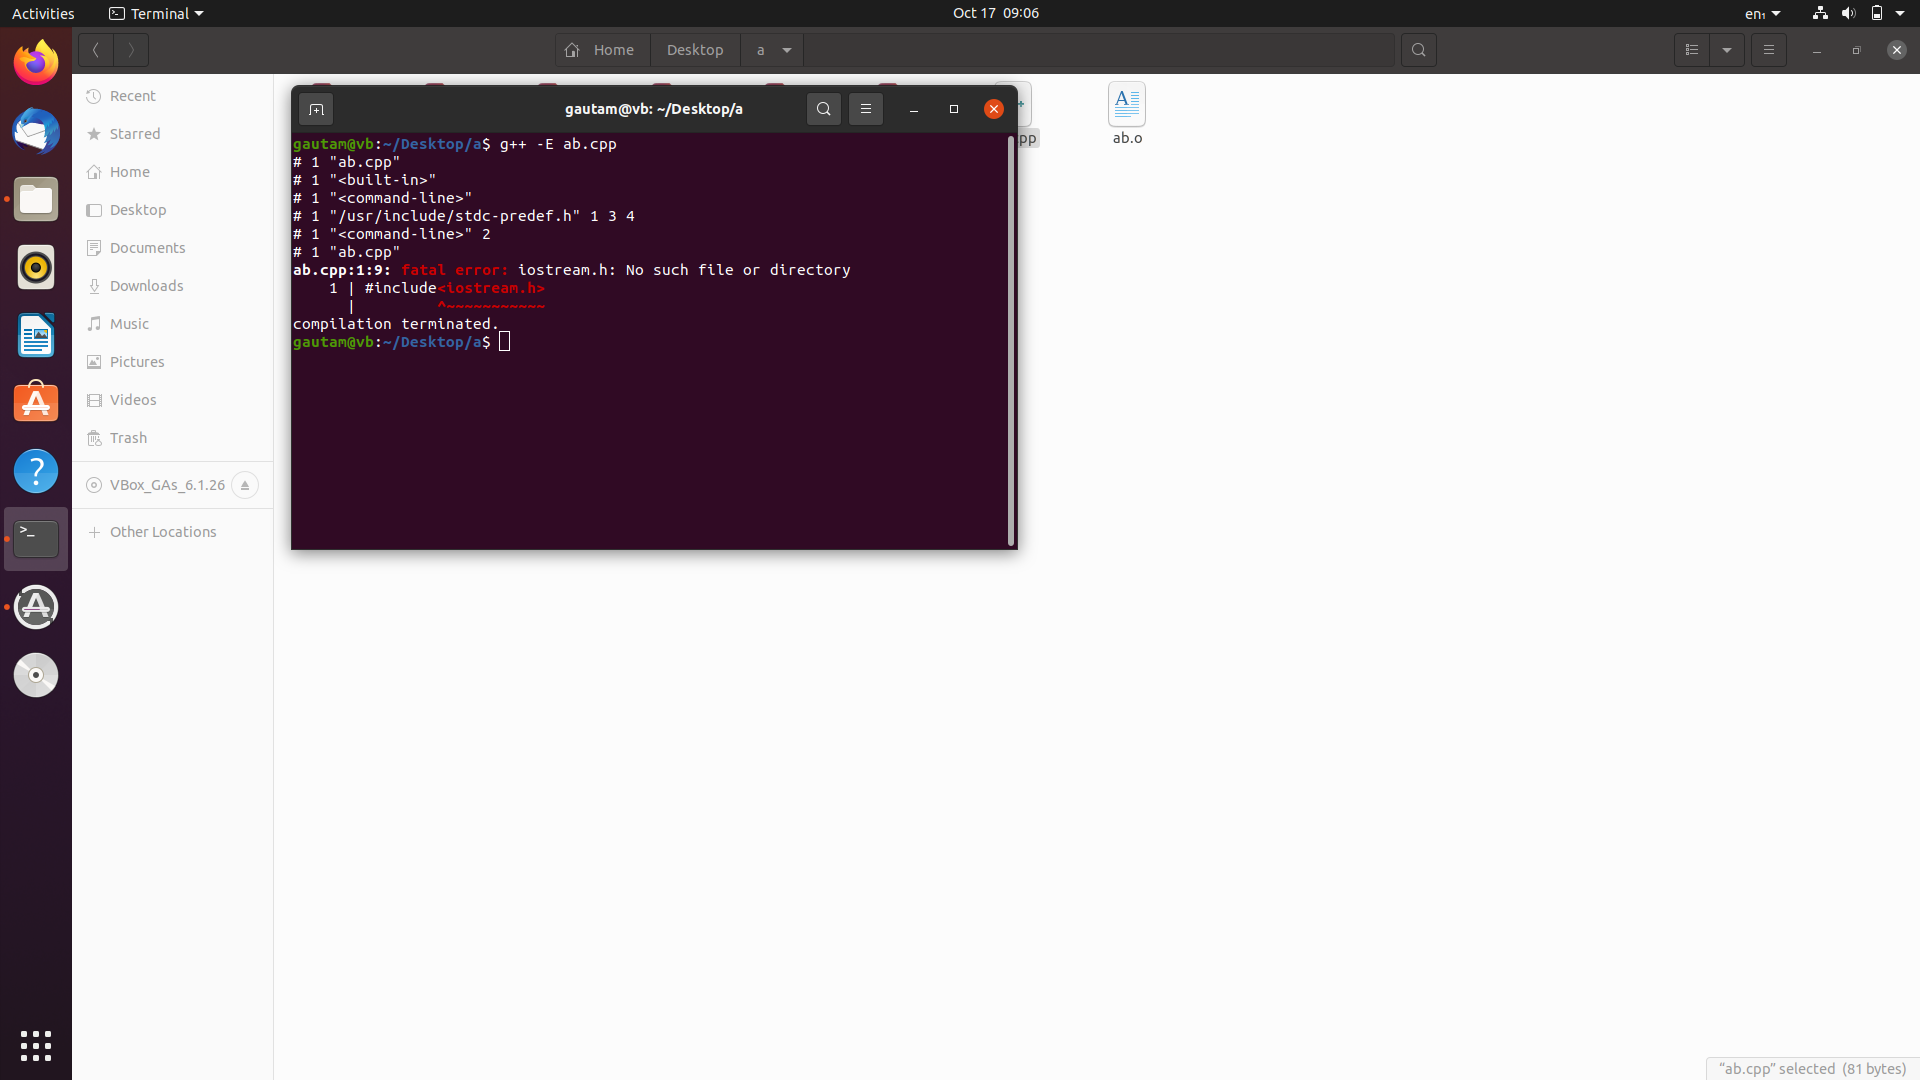 Activities
Terminal
Oct 17 09:06
en₁
Home
Desktop
a
Recent
Starred
Home
Desktop
Documents
Downloads
Music
Pictures
Videos
Trash
VBox_GAs_6.1.26
Other Locations
gautam@vb: ~/Desktop/a
gautam@vb:~/Desktop/a$ g++ -E ab.cpp
# 1 "ab.cpp"
# 1 "<built-in>"
# 1 "<command-line>"
# 1 "/usr/include/stdc-predef.h" 1 3 4
# 1 "<command-line>" 2
# 1 "ab.cpp"
ab.cpp:1:9: fatal error: iostream.h: No such file or directory
    1 | #include<iostream.h>
      |         ^~~~~~~~~~~~
compilation terminated.
gautam@vb:~/Desktop/a$
pp
ab.o
"ab.cpp" selected (81 bytes)